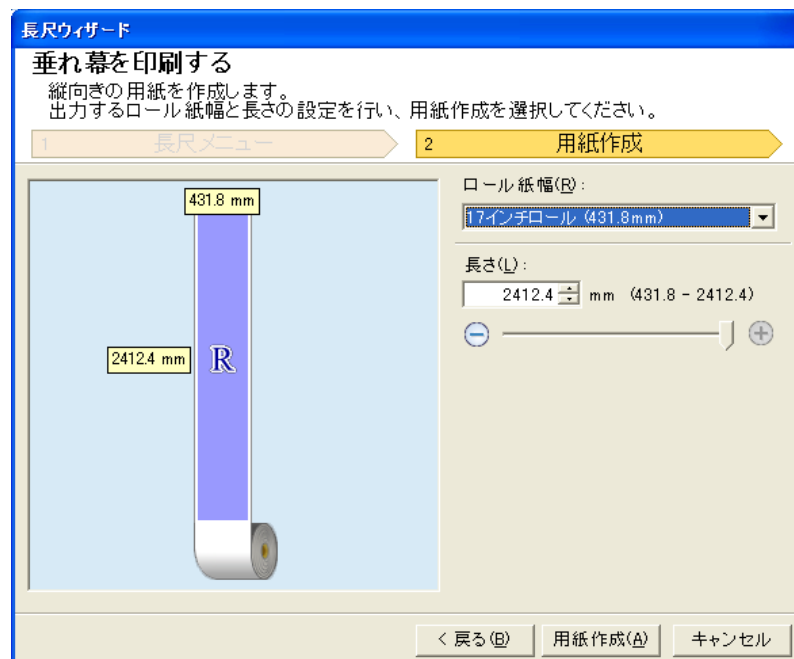 長尺ウィザード
垂れ幕を印刷する
縦向きの用紙を作成します。
出力するロール紙幅と長さの設定を行い、用紙作成を選択してください。
1 長尺メニュー
2 用紙作成
431.8 mm
2412.4 mm
R
ロール紙幅(R):
17インチロール (431.8mm)
長さ(L):
2412.4 mm (431.8 - 2412.4)
< 戻る(B)
用紙作成(A)
キャンセル